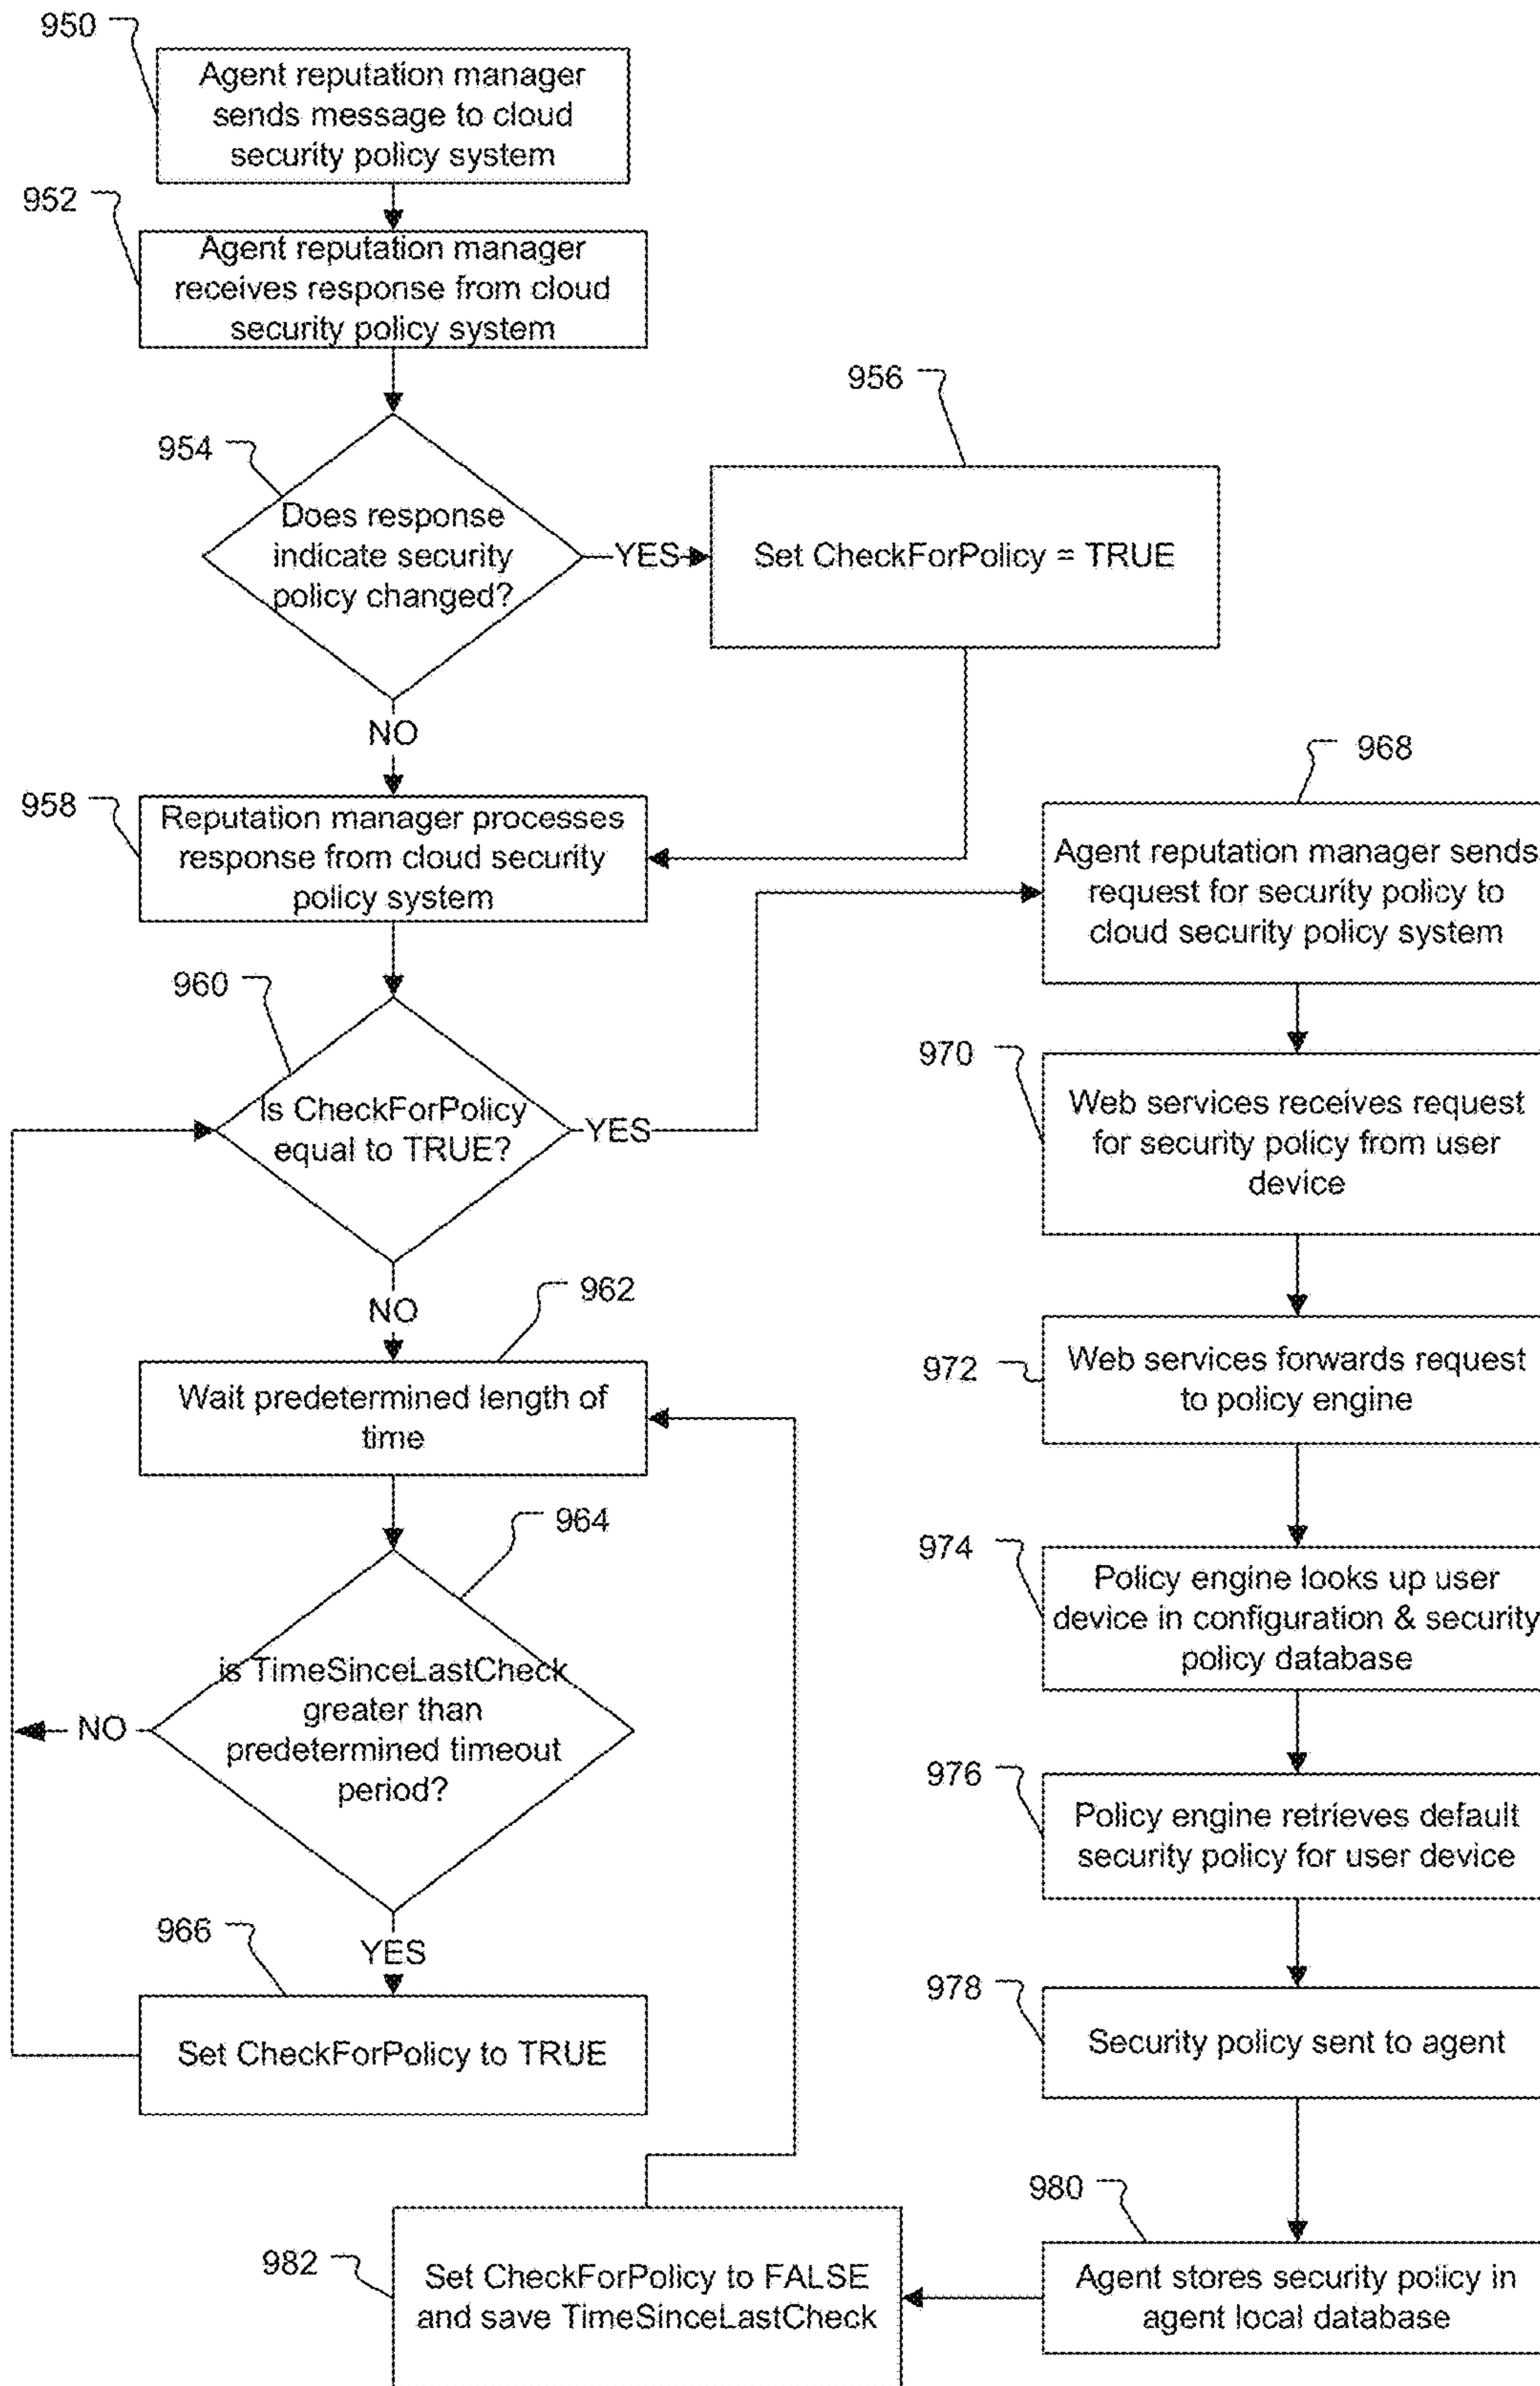 950
Agent reputation manager
sends message to cloud
security policy system
952
Agent reputation manager
receives response from cloud
security policy system
954
Does response
indicate security
policy changed?
YES
956
Set CheckForPolicy = TRUE
NO
958
Reputation manager processes
response from cloud security
policy system
960
Is CheckForPolicy
equal to TRUE?
YES
NO
962
Wait predetermined length of
time
964
is TimeSinceLastCheck
greater than
predetermined timeout
period?
NO
YES
966
Set CheckForPolicy to TRUE
968
Agent reputation manager sends
request for security policy to
cloud security policy system
970
Web services receives request
for security policy from user
device
972
Web services forwards request
to policy engine
974
Policy engine looks up user
device in configuration & security
policy database
976
Policy engine retrieves default
security policy for user device
978
Security policy sent to agent
980
Agent stores security policy in
agent local database
982
Set CheckForPolicy to FALSE
and save TimeSinceLastCheck